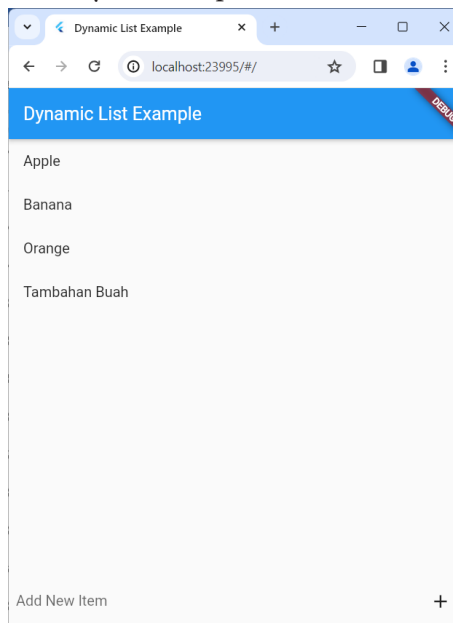 Dynamic List Example
localhost:23995/#/
Dynamic List Example
DEBUG
Apple
Banana
Orange
Tambahan Buah
Add New Item